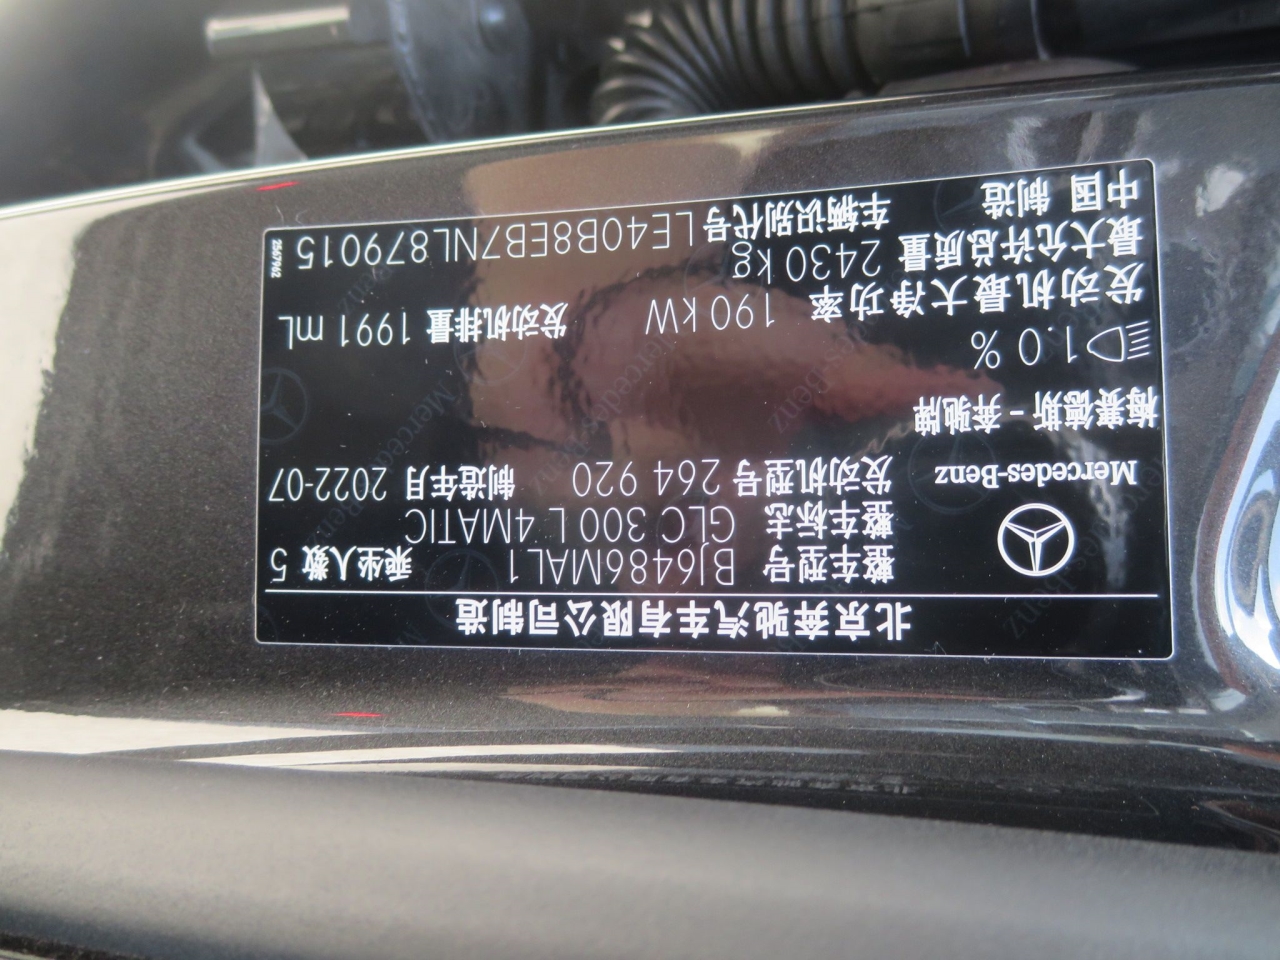 北京奔驰汽车有限公司制造
整车型号 BJ6486MAL1 乘坐人数 5
整车标志 GLC 300 L 4MATIC
Mercedes-Benz 发动机型号 264 920 制造年月 2022-07
梅赛德斯-奔驰牌
1.0 % 
发动机最大净功率 190 kW 发动机排量 1991 mL
最大允许总质量 2430 kg
中国 制造 车辆识别代号 LE40B8EB7NL879015
2567962